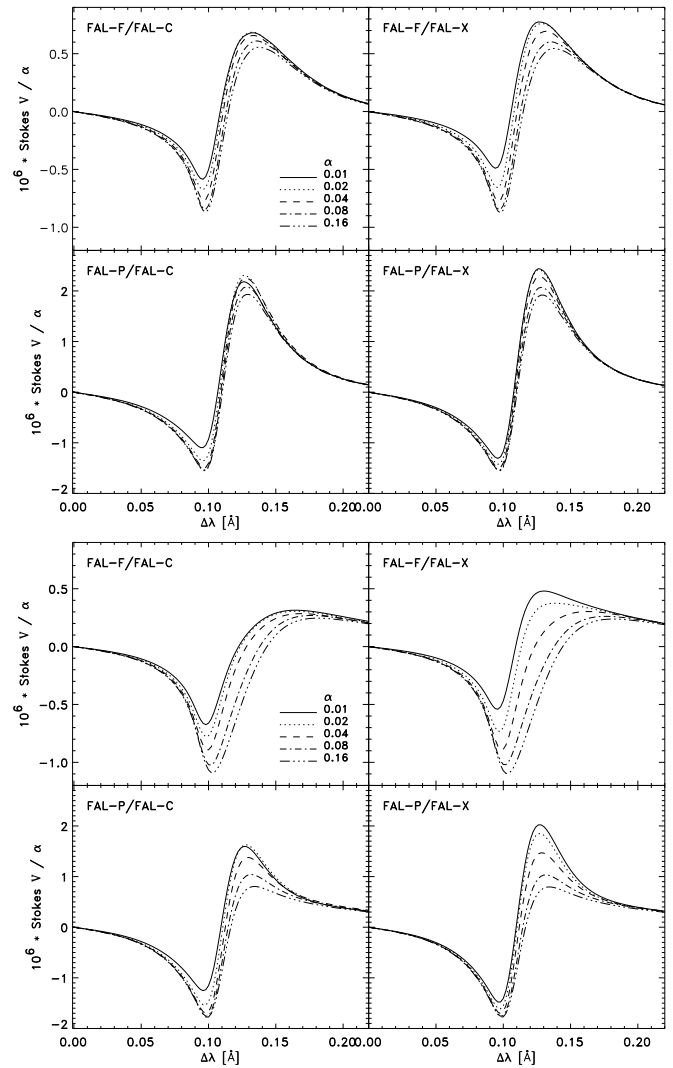 FAL-F/FAL-C
FAL-F/FAL-X
0.5
0.0
-0.5
-1.0
10⁶ * Stokes V / α
α
0.01
0.02
0.04
0.08
0.16
FAL-P/FAL-C
FAL-P/FAL-X
2
1
0
-1
-2
10⁶ * Stokes V / α
0.00 0.05 0.10 0.15 0.20 0.00 0.05 0.10 0.15 0.20
Δλ [Å]
Δλ [Å]
FAL-F/FAL-C
FAL-F/FAL-X
0.5
0.0
-0.5
-1.0
10⁶ * Stokes V / α
α
0.01
0.02
0.04
0.08
0.16
FAL-P/FAL-C
FAL-P/FAL-X
2
1
0
-1
-2
10⁶ * Stokes V / α
0.00 0.05 0.10 0.15 0.20 0.00 0.05 0.10 0.15 0.20
Δλ [Å]
Δλ [Å]